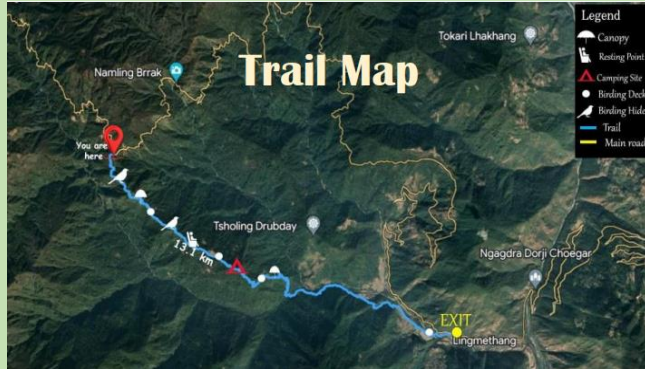 Trail Map
Tokari Lhakhang
Namling Brrak
You are
here
13.1 km
Tsholing Drubday
Ngagdra Dorji Choegar
EXIT
Lingmethang
Legend
Canopy
Resting Point
Camping Site
Birding Deck
Birding Hide
Trail
Main road